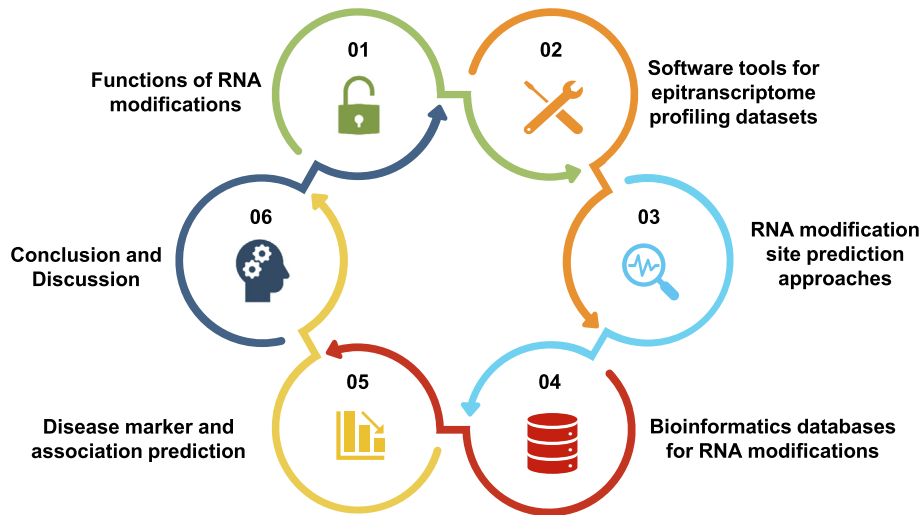 01
Functions of RNA
modifications
02
Software tools for
epitranscriptome
profiling datasets
03
RNA modification
site prediction
approaches
04
Bioinformatics databases
for RNA modifications
05
Disease marker and
association prediction
06
Conclusion and
Discussion